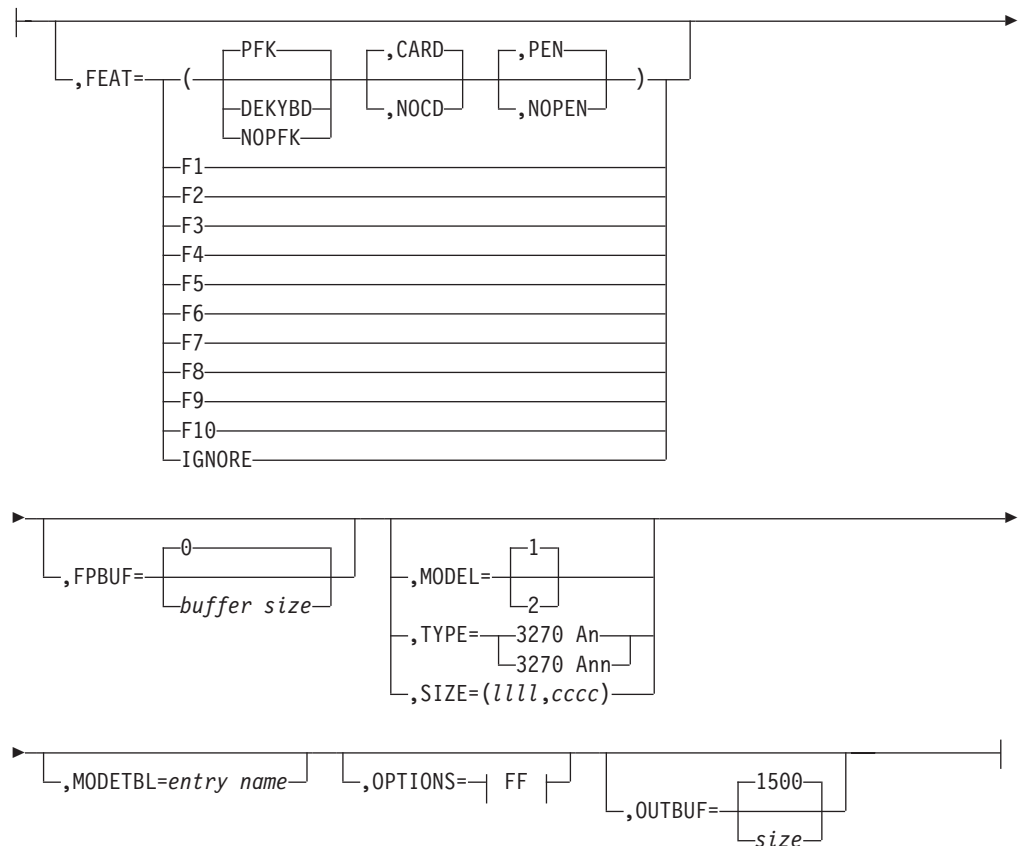 PFK ,CARD ,PEN
,FEAT= ( )
DEKYBD ,NOCD ,NOPEN
NOPFK
F1
F2
F3
F4
F5
F6
F7
F8
F9
F10
IGNORE
0 1
,FPBUF= ,MODEL=
buffer size 2
,TYPE= 3270 An
3270 Ann
,SIZE=(llll,cccc)
,MODETBL=entry name ,OPTIONS= FF 1500
,OUTBUF=
size